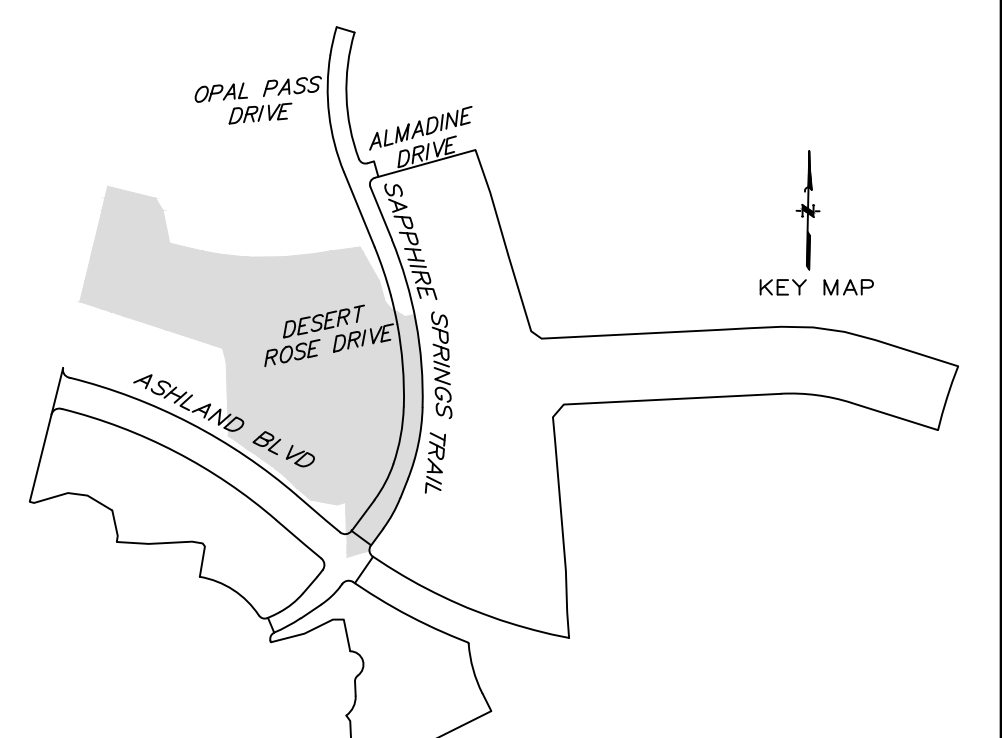 OPAL PASS
DRIVE
ALMADINE
DRIVE
SAPPHIRE SPRINGS TRAIL
N
KEY MAP
DESERT
ROSE DRIVE
ASHLAND BLVD